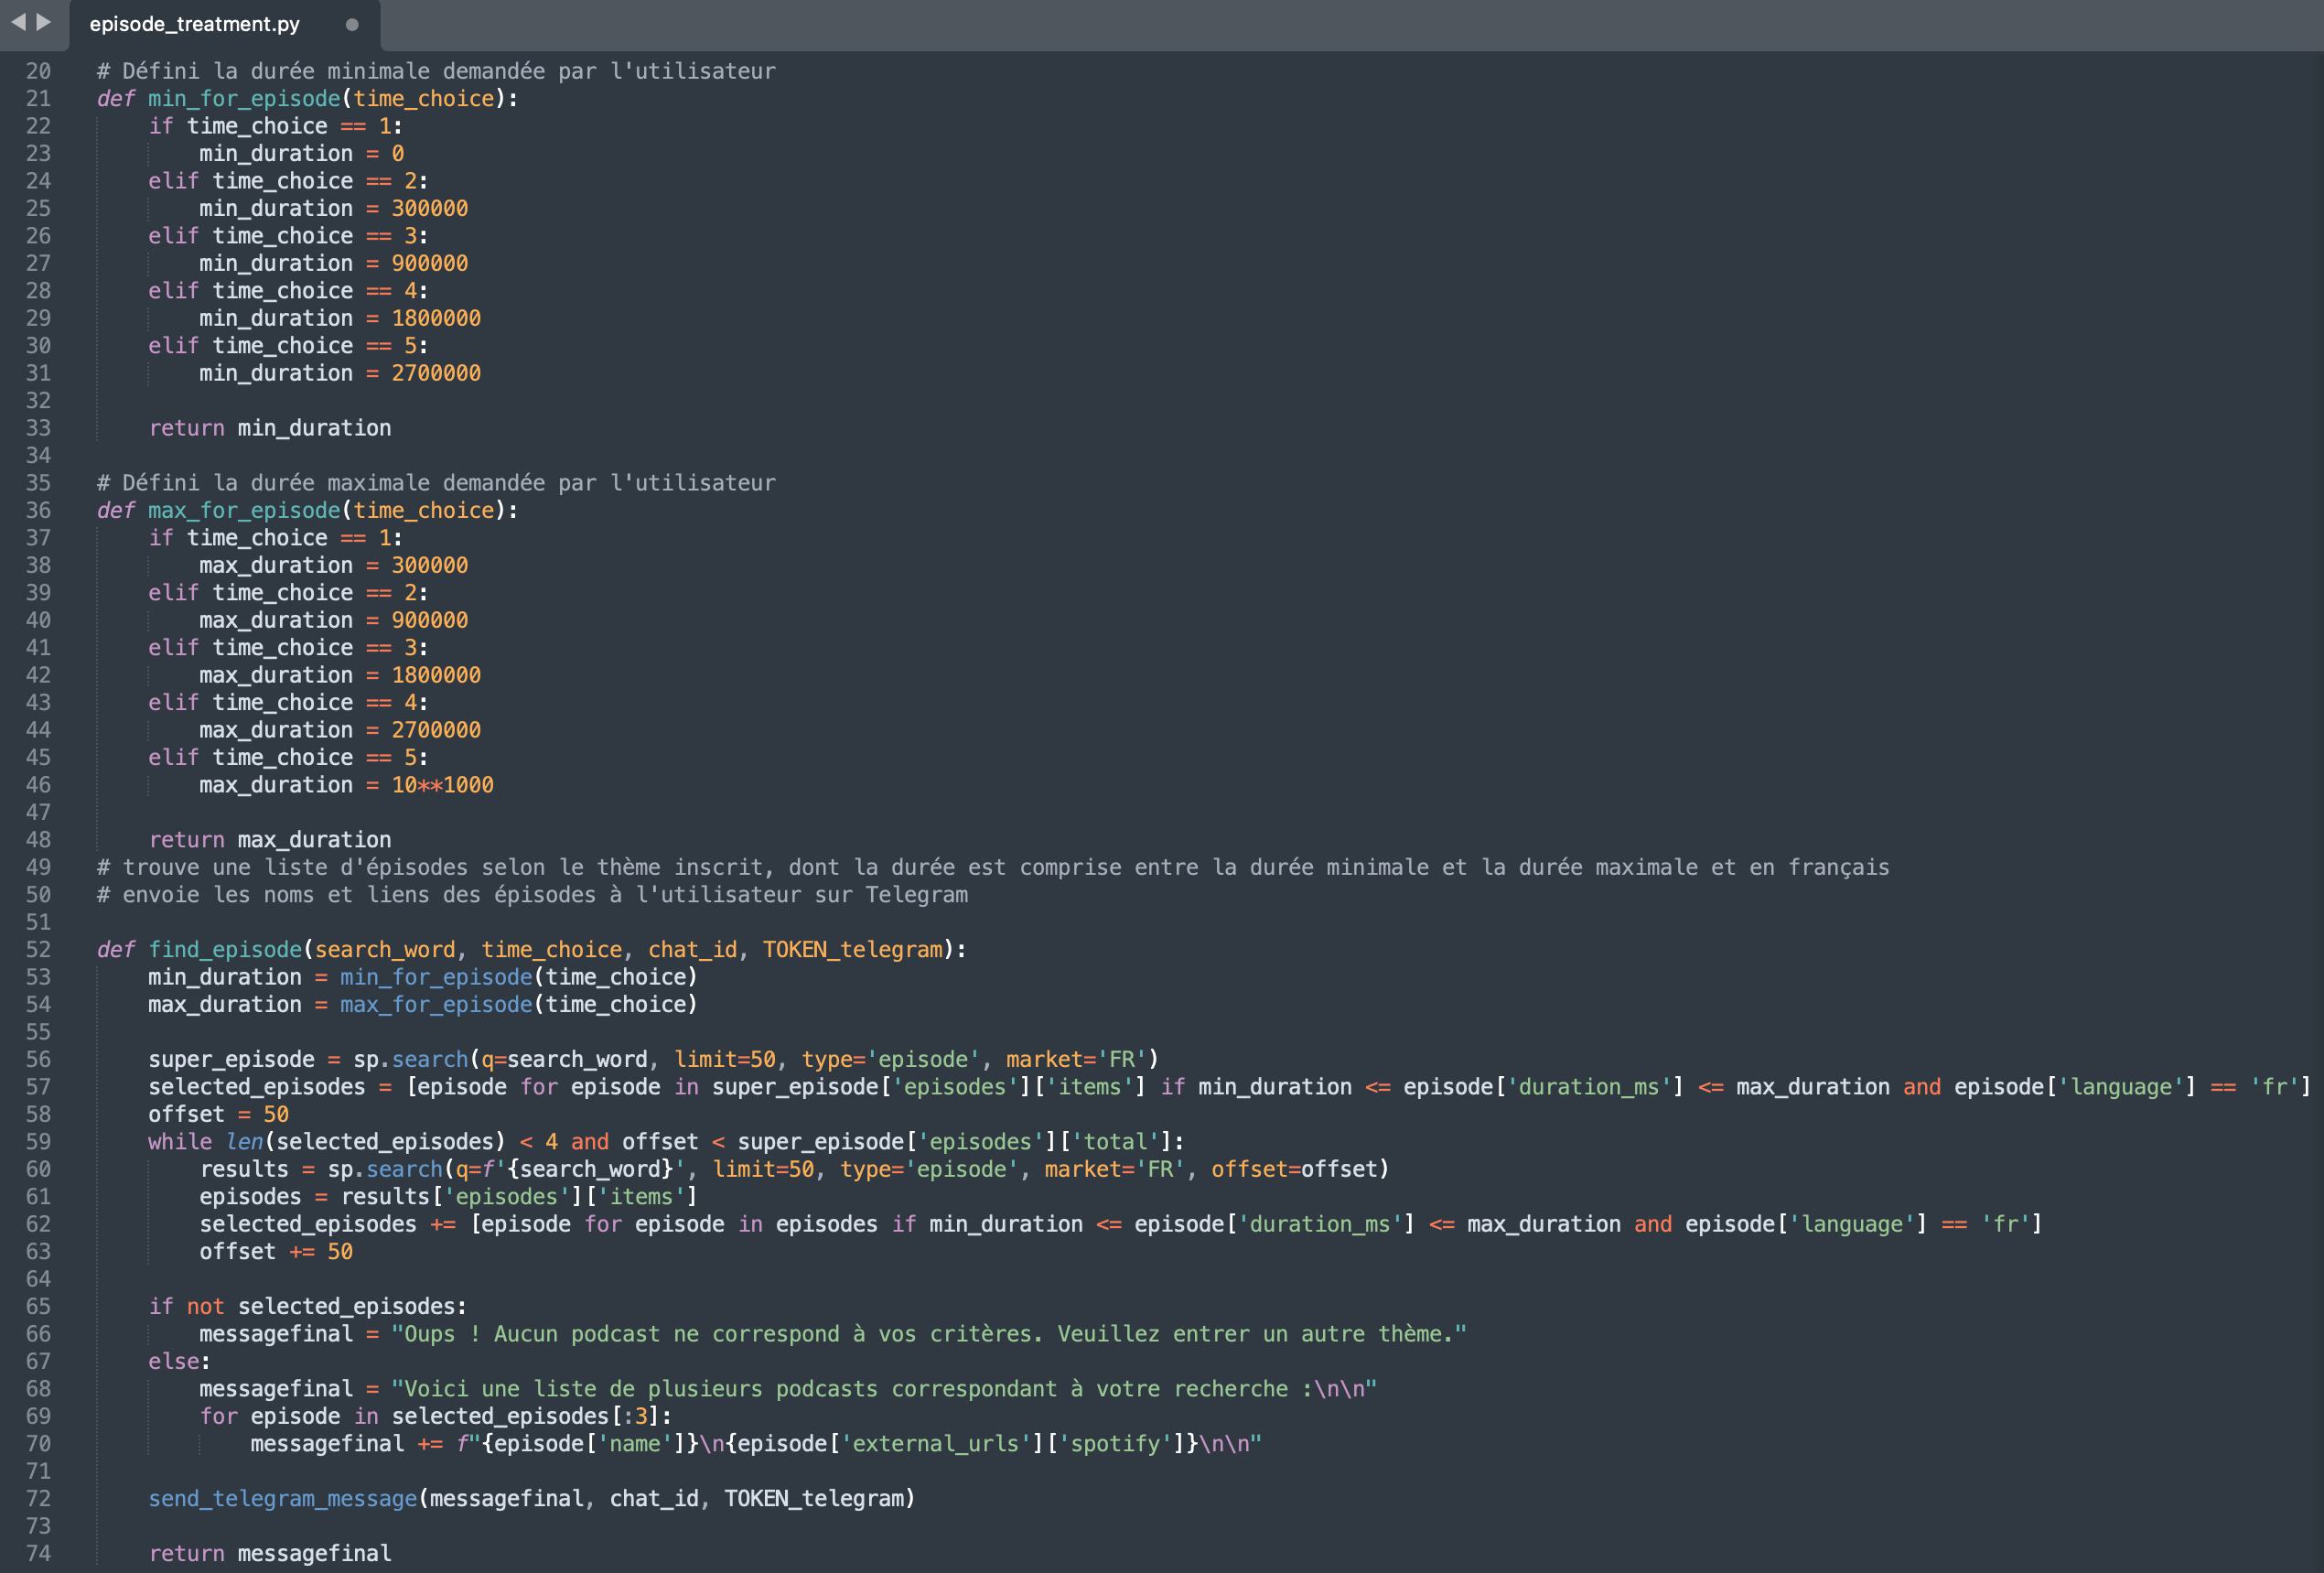 episode_treatment.py
20 # Défini la durée minimale demandée par l'utilisateur
21 def min_for_episode(time_choice):
22     if time_choice == 1:
23         min_duration = 0
24     elif time_choice == 2:
25         min_duration = 300000
26     elif time_choice == 3:
27         min_duration = 900000
28     elif time_choice == 4:
29         min_duration = 1800000
30     elif time_choice == 5:
31         min_duration = 2700000
32
33     return min_duration
34
35 # Défini la durée maximale demandée par l'utilisateur
36 def max_for_episode(time_choice):
37     if time_choice == 1:
38         max_duration = 300000
39     elif time_choice == 2:
40         max_duration = 900000
41     elif time_choice == 3:
42         max_duration = 1800000
43     elif time_choice == 4:
44         max_duration = 2700000
45     elif time_choice == 5:
46         max_duration = 10**1000
47
48     return max_duration
49 # trouve une liste d'épisodes selon le thème inscrit, dont la durée est comprise entre la durée minimale et la durée maximale et en français
50 # envoie les noms et liens des épisodes à l'utilisateur sur Telegram
51
52 def find_episode(search_word, time_choice, chat_id, TOKEN_telegram):
53     min_duration = min_for_episode(time_choice)
54     max_duration = max_for_episode(time_choice)
55
56     super_episode = sp.search(q=search_word, limit=50, type='episode', market='FR')
57     selected_episodes = [episode for episode in super_episode['episodes']['items'] if min_duration <= episode['duration_ms'] <= max_duration and episode['language'] == 'fr']
58     offset = 50
59     while len(selected_episodes) < 4 and offset < super_episode['episodes']['total']:
60         results = sp.search(q=f'{search_word}', limit=50, type='episode', market='FR', offset=offset)
61         episodes = results['episodes']['items']
62         selected_episodes += [episode for episode in episodes if min_duration <= episode['duration_ms'] <= max_duration and episode['language'] == 'fr']
63         offset += 50
64
65     if not selected_episodes:
66         messagefinal = "Oups ! Aucun podcast ne correspond à vos critères. Veuillez entrer un autre thème."
67     else:
68         messagefinal = "Voici une liste de plusieurs podcasts correspondant à votre recherche :\n\n"
69         for episode in selected_episodes[:3]:
70             messagefinal += f"{episode['name']}\n{episode['external_urls']['spotify']}\n\n"
71
72     send_telegram_message(messagefinal, chat_id, TOKEN_telegram)
73
74     return messagefinal